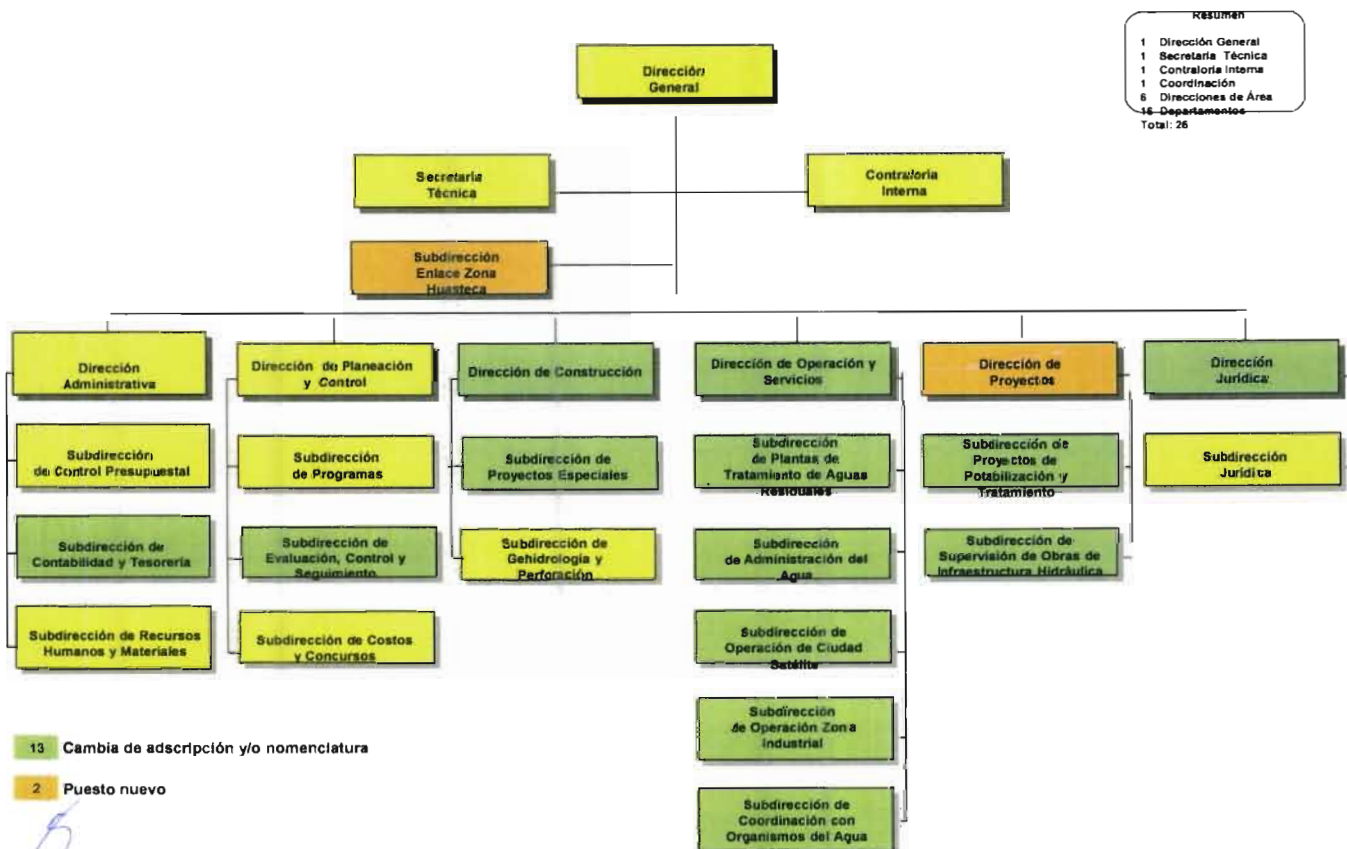 Resumen
1 Dirección General
1 Secretaria Técnica
1 Contraloria Interna
1 Coordinación
6 Direcciones de Área
16 Departamentos
Total: 26
Dirección
General
Secretaría
Técnica
Contraloría
Interna
Subdirección
Enlace Zona
Huasteca
Dirección
Administrativa
Subdirección
de Control Presupuestal
Subdirección de
Contabilidad y Tesorería
Subdirección de Recursos
Humanos y Materiales
Dirección de Planeación
y Control
Subdirección
de Programas
Subdirección de
Evaluación, Control y
Seguimiento
Subdirección de Costos
y Concursos
Dirección de Construcción
Subdirección de
Proyectos Especiales
Subdirección de
Gehidrología y
Perforación
Dirección de Operación y
Servicios
Subdirección
de Plantas de
Tratamiento de Aguas
Residuales
Subdirección
de Administración del
Agua
Subdirección de
Operación de Ciudad
Satélite
Subdirección
de Operación Zona
Industrial
Subdirección de
Coordinación con
Organismos del Agua
Dirección de
Proyectos
Subdirección de
Proyectos de
Potabilización y
Tratamiento
Subdirección de
Supervisión de Obras de
Infraestructura Hidráulica
Dirección
Jurídica
Subdirección
Jurídica
13 Cambia de adscripción y/o nomenclatura
2 Puesto nuevo